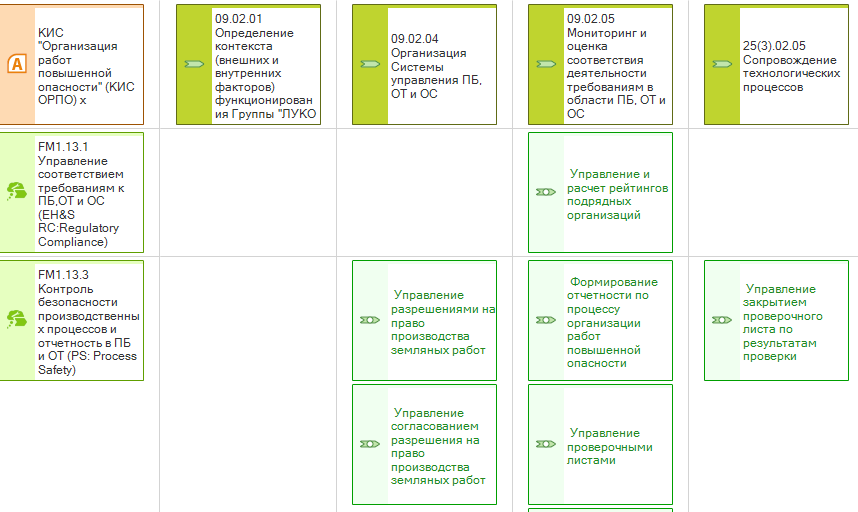 КИС
"Организация
работ
повышенной
опасности" (КИС
ОРПО) x
09.02.01
Определение
контекста
(внешних и
внутренних
факторов)
функционирован
ия Группы "ЛУКО
09.02.04
Организация
Системы
управления ПБ,
ОТ и ОС
09.02.05
Мониторинг и
оценка
соответствия
деятельности
требованиям в
области ПБ, ОТ и
ОС
25(3).02.05
Сопровождение
технологических
процессов
FM1.13.1
Управление
соответствием
требованиям к
ПБ,ОТ и ОС
(EH&S
RC:Regulatory
Compliance)
Управление и
расчет рейтингов
подрядных
организаций
FM1.13.3
Контроль
безопасности
производственны
х процессов и
отчетность в ПБ
и ОТ (PS: Process
Safety)
Управление
разрешениями на
право
производства
земляных работ
Формирование
отчетности по
процессу
организации
работ
повышенной
опасности
Управление
закрытием
проверочного
листа по
результатам
проверки
Управление
согласованием
разрешения на
право
производства
земляных работ
Управление
проверочными
листами